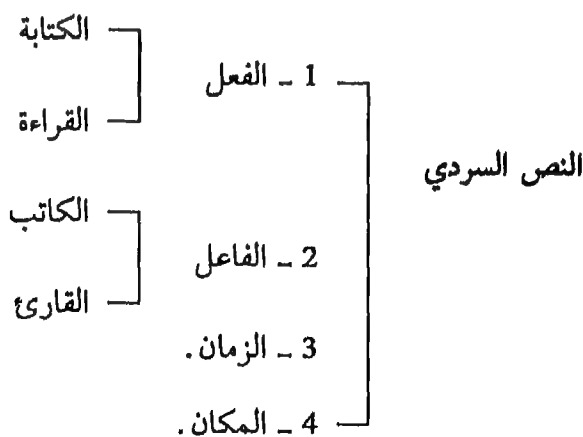 النص السردي
1 ـ الفعل
الكتابة
القراءة
2 ـ الفاعل
الكاتب
القارئ
3 ـ الزمان.
4 ـ المكان.